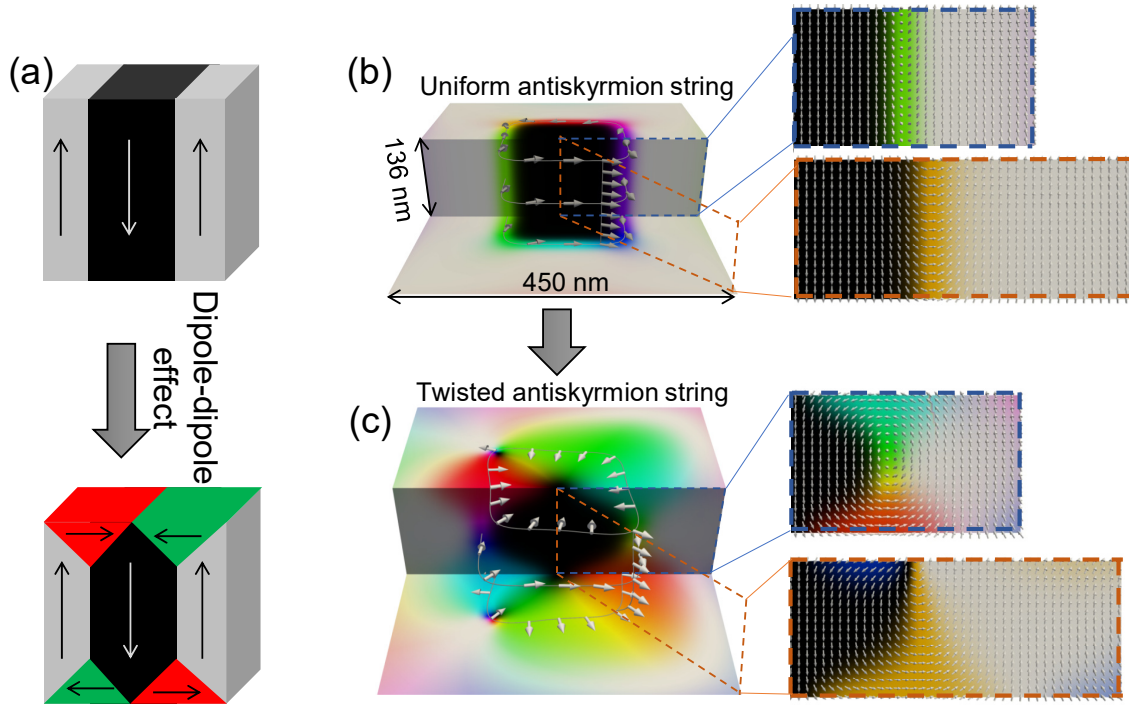 (a)
Dipole-dipole
effect
(b)
Uniform antiskyrmion string
136 nm
450 nm
Twisted antiskyrmion string
(c)